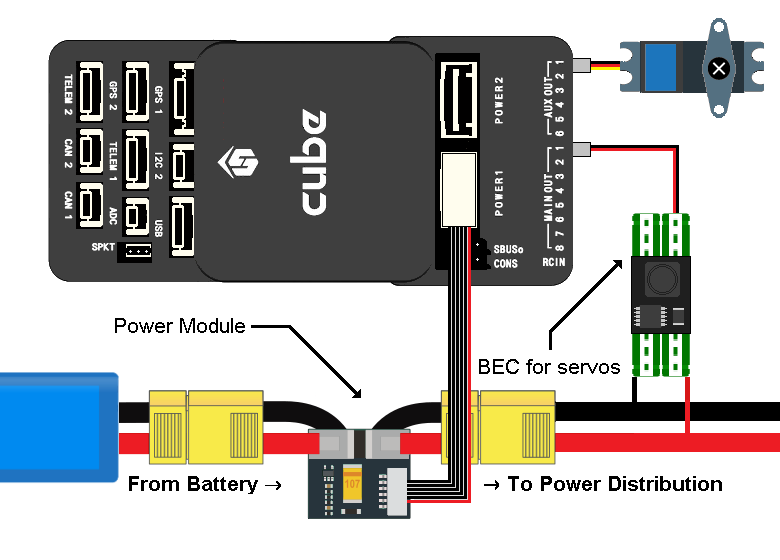 TELEM 2
GPS 2
GPS 1
CAN 2
TELEM 1
I2C 2
CAN 1
ADC
USB
SPKT
cube
POWER2
POWER1
AUX OUT
1
2
3
4
5
6
MAIN OUT
1
2
3
4
5
6
7
8
SBUSo
CONS
RCIN
Power Module
BEC for servos
107
From Battery →
→ To Power Distribution